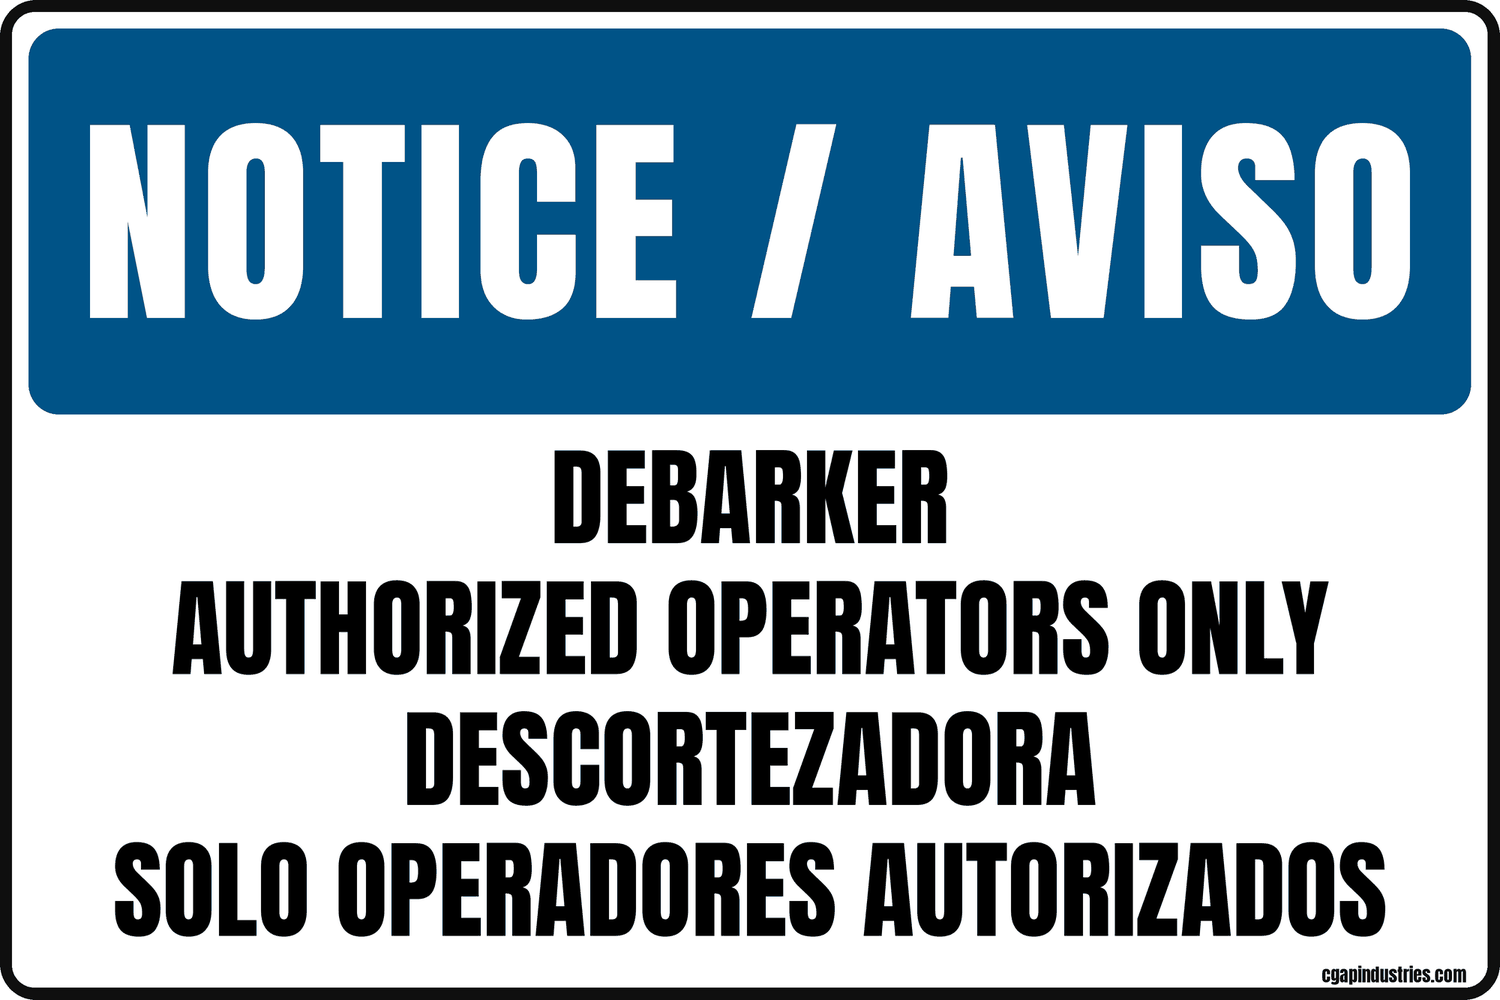 NOTICE / AVISO
DEBARKER
AUTHORIZED OPERATORS ONLY
DESCORTEZADORA
SOLO OPERADORES AUTORIZADOS
cgapindustries.com